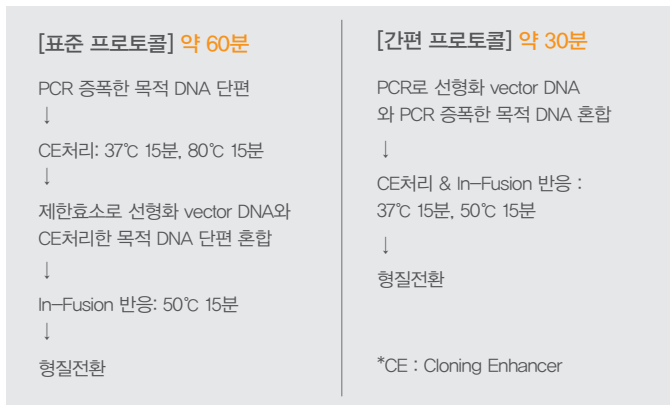 [표준 프로토콜] 약 60분
PCR 증폭한 목적 DNA 단편
↓
CE처리: 37℃ 15분, 80℃ 15분
↓
제한효소로 선형화 vector DNA와
CE처리한 목적 DNA 단편 혼합
↓
In-Fusion 반응: 50℃ 15분
↓
형질전환
[간편 프로토콜] 약 30분
PCR로 선형화 vector DNA
와 PCR 증폭한 목적 DNA 혼합
↓
CE처리 & In-Fusion 반응 :
37℃ 15분, 50℃ 15분
↓
형질전환
*CE : Cloning Enhancer